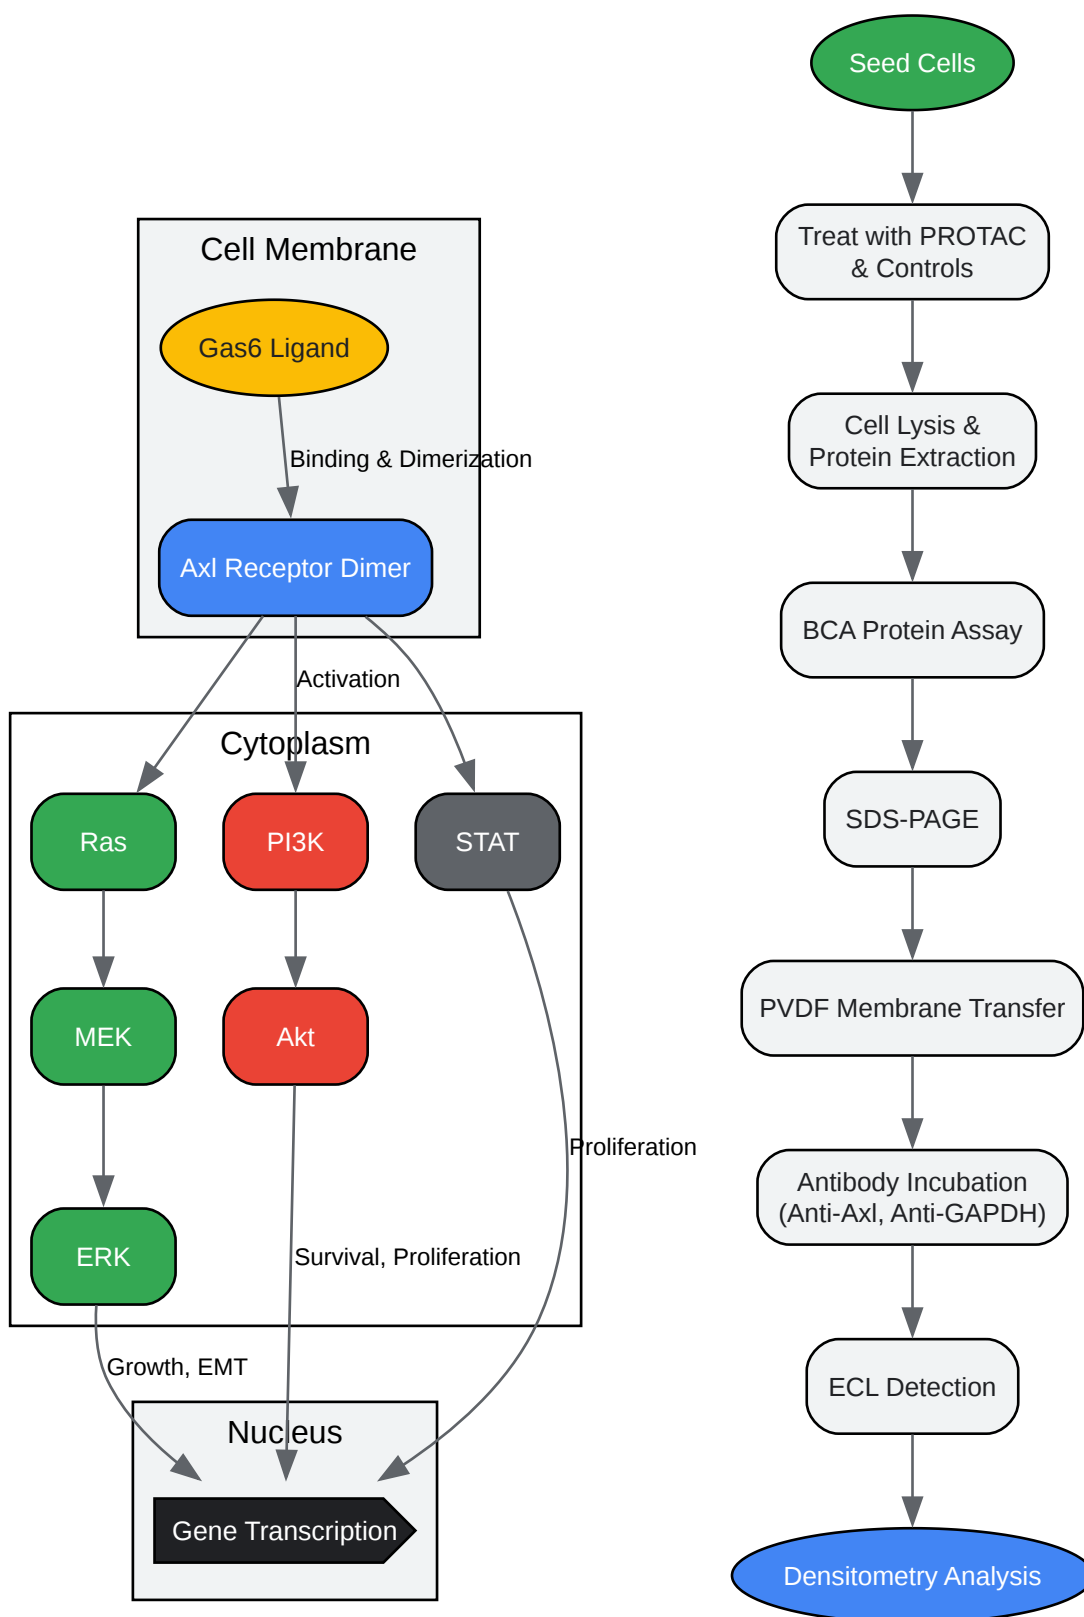 Cell Membrane
Gas6 Ligand
Binding & Dimerization
Axl Receptor Dimer
Activation
Cytoplasm
Ras
PI3K
STAT
MEK
Akt
Proliferation
ERK
Survival, Proliferation
Growth, EMT
Nucleus
Gene Transcription
Seed Cells
Treat with PROTAC
& Controls
Cell Lysis &
Protein Extraction
BCA Protein Assay
SDS-PAGE
PVDF Membrane Transfer
Antibody Incubation
(Anti-Axl, Anti-GAPDH)
ECL Detection
Densitometry Analysis